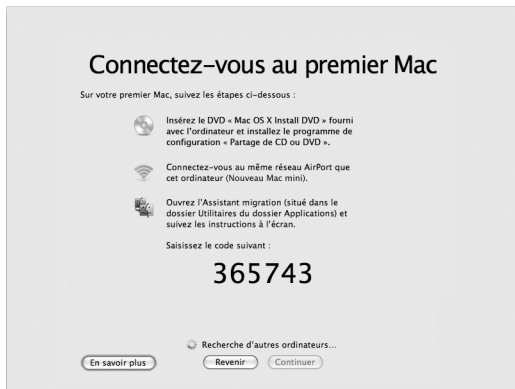 Connectez-vous au premier Mac
Sur votre premier Mac, suivez les étapes ci-dessous :
Insérez le DVD « Mac OS X Install DVD » fourni
avec l'ordinateur et installez le programme de
configuration « Partage de CD ou DVD ».
Connectez-vous au même réseau AirPort que
cet ordinateur (Nouveau Mac mini).
Ouvrez l'Assistant migration (situé dans le
dossier Utilitaires du dossier Applications) et
suivez les instructions à l'écran.
Saisissez le code suivant :
365743
Recherche d'autres ordinateurs...
En savoir plus
Revenir
Continuer